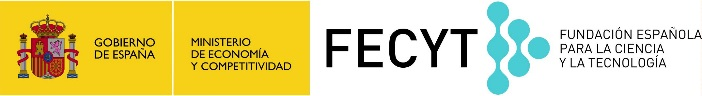 GOBIERNO
DE ESPAÑA
MINISTERIO
DE ECONOMÍA
Y COMPETITIVIDAD
FECYT
FUNDACIÓN ESPAÑOLA
PARA LA CIENCIA
Y LA TECNOLOGÍA